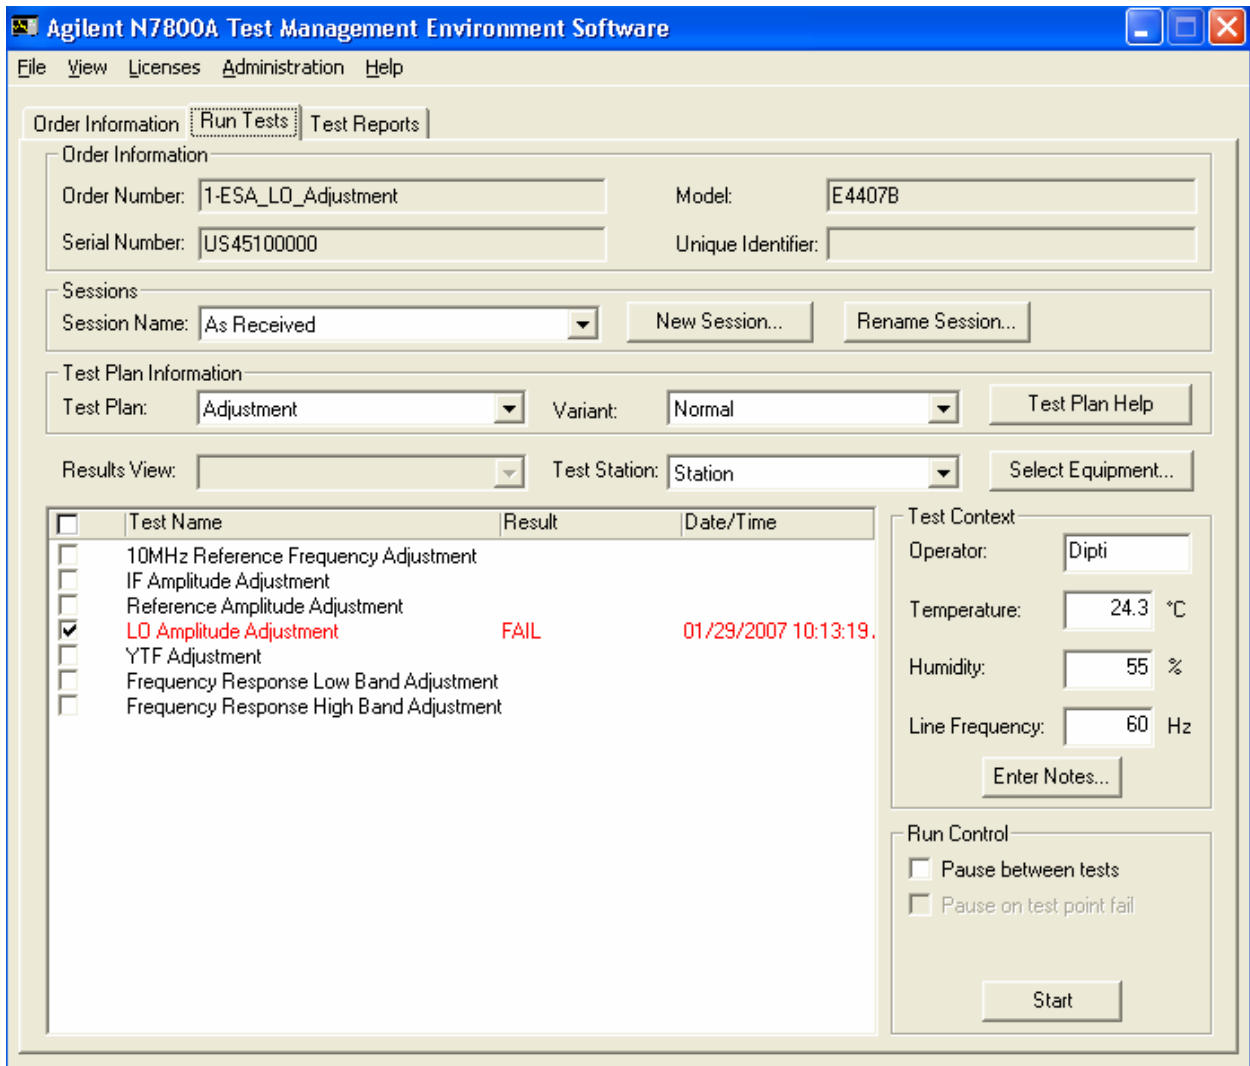 Agilent N7800A Test Management Environment Software
File View Licenses Administration Help
Order Information Run Tests Test Reports
Order Information
Order Number: 1-ESA_LO_Adjustment Model: E4407B
Serial Number: US45100000 Unique Identifier:
Sessions
Session Name: As Received New Session... Rename Session...
Test Plan Information
Test Plan: Adjustment Variant: Normal Test Plan Help
Results View: Test Station: Station Select Equipment...
Test Name Result Date/Time
10MHz Reference Frequency Adjustment
IF Amplitude Adjustment
Reference Amplitude Adjustment
LO Amplitude Adjustment FAIL 01/29/2007 10:13:19.
YTF Adjustment
Frequency Response Low Band Adjustment
Frequency Response High Band Adjustment
Test Context
Operator: Dipti
Temperature: 24.3 °C
Humidity: 55 %
Line Frequency: 60 Hz
Enter Notes...
Run Control
Pause between tests
Pause on test point fail
Start